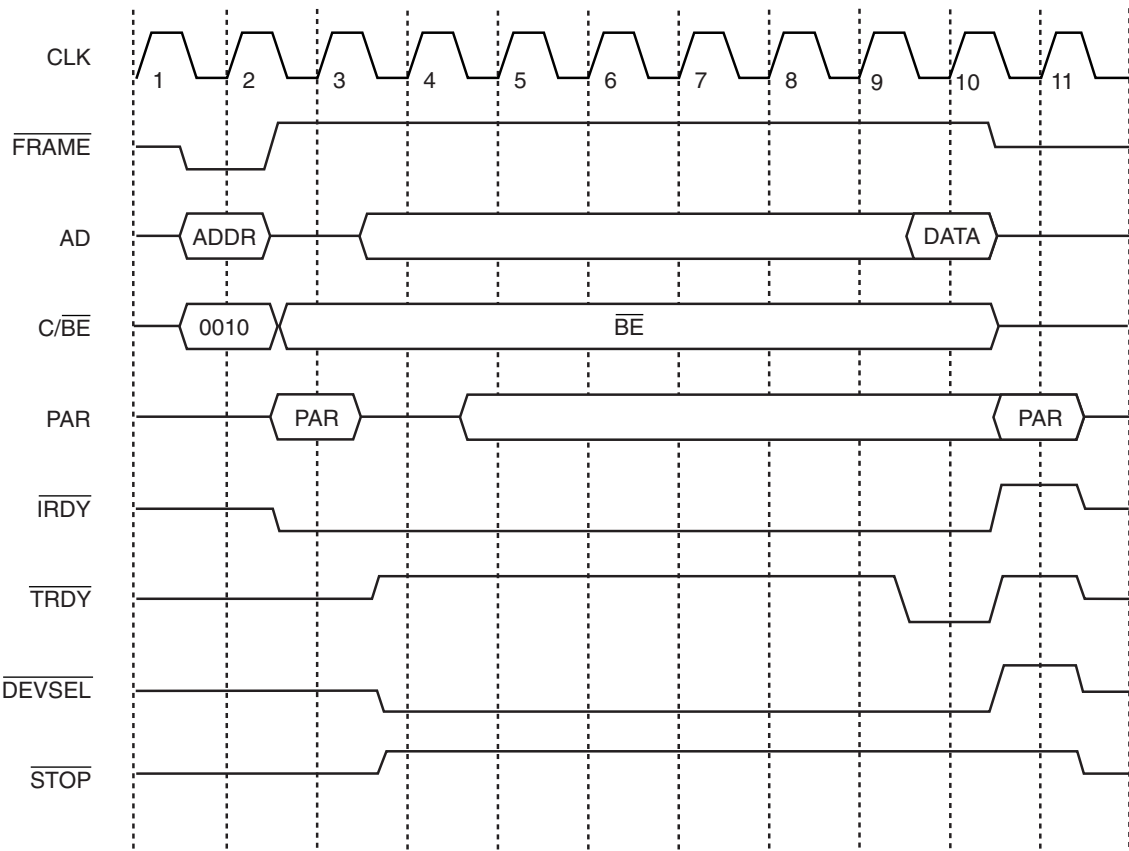 CLK
1 2 3 4 5 6 7 8 9 10 11
FRAME
AD ADDR DATA
C/BE 0010 BE
PAR PAR PAR
IRDY
TRDY
DEVSEL
STOP